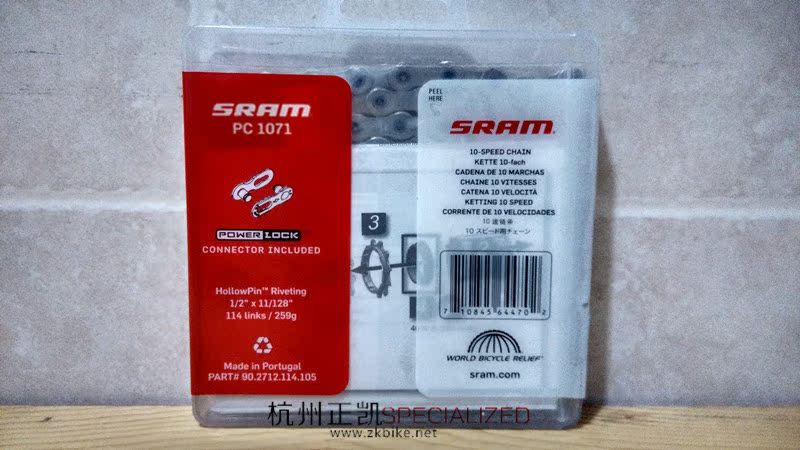 SRAM
PC 1071
POWER LOCK
CONNECTOR INCLUDED
HollowPin™ Riveting
1/2" x 11/128"
114 links / 259g
Made in Portugal
PART# 90.2712.114.105
3
PEEL
HERE
SRAM
10-SPEED CHAIN
KETTE 10-fach
CADENA DE 10 MARCHAS
CHAINE 10 VITESSES
CATENA 10 VELOCITÀ
KETTING 10 SPEED
CORRENTE DE 10 VELOCIDADES
10 速链条
10 スピード用チェーン
7 10845 64470 2
WORLD BICYCLE RELIEF
sram.com
杭州正凯SPECIALIZED
www.zkbike.net